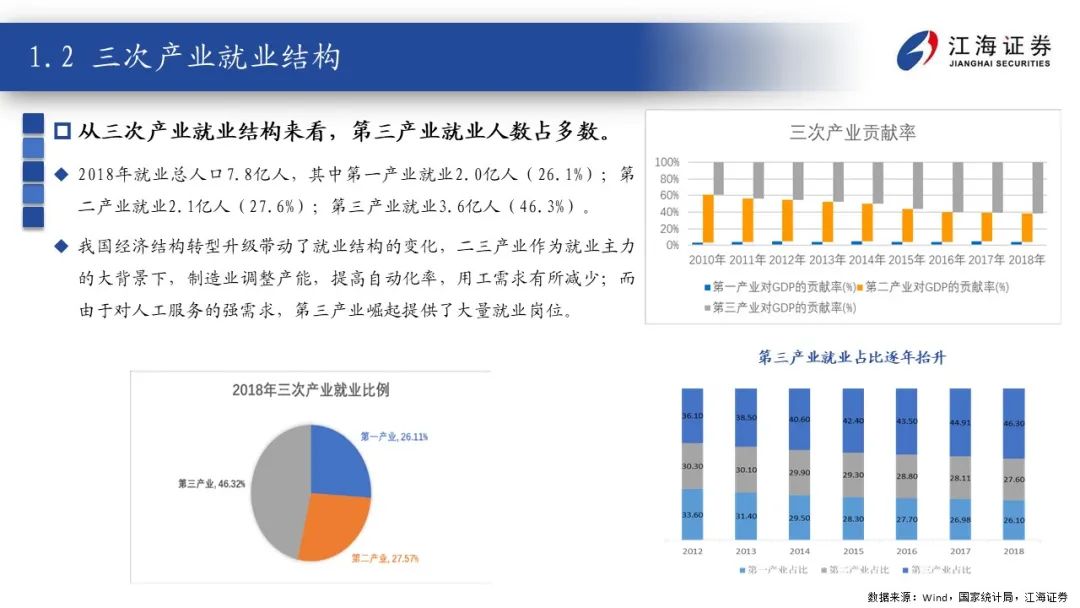 1.2 三次产业就业结构
江海证券
JIANGHAI SECURITIES
从三次产业就业结构来看，第三产业就业人数占多数。
2018年就业总人口7.8亿人，其中第一产业就业2.0亿人（26.1%）；第
二产业就业2.1亿人（27.6%）；第三产业就业3.6亿人（46.3%）。
我国经济结构转型升级带动了就业结构的变化，二三产业作为就业主力
的大背景下，制造业调整产能，提高自动化率，用工需求有所减少；而
由于对人工服务的强需求，第三产业崛起提供了大量就业岗位。
三次产业贡献率
100%
80%
60%
40%
20%
0%
2010年 2011年 2012年 2013年 2014年 2015年 2016年 2017年 2018年
第一产业对GDP的贡献率(%) 第二产业对GDP的贡献率(%)
第三产业对GDP的贡献率(%)
2018年三次产业就业比例
第一产业, 26.11%
第三产业, 46.32%
第二产业, 27.57%
第三产业就业占比逐年抬升
36.10 38.50 40.60 42.40 43.50 44.91 46.30
30.30 30.10 29.90 29.30 28.80 28.11 27.60
33.60 31.40 29.50 28.30 27.70 26.98 26.10
2012 2013 2014 2015 2016 2017 2018
第一产业占比 第二产业占比 第三产业占比
数据来源：Wind，国家统计局，江海证券